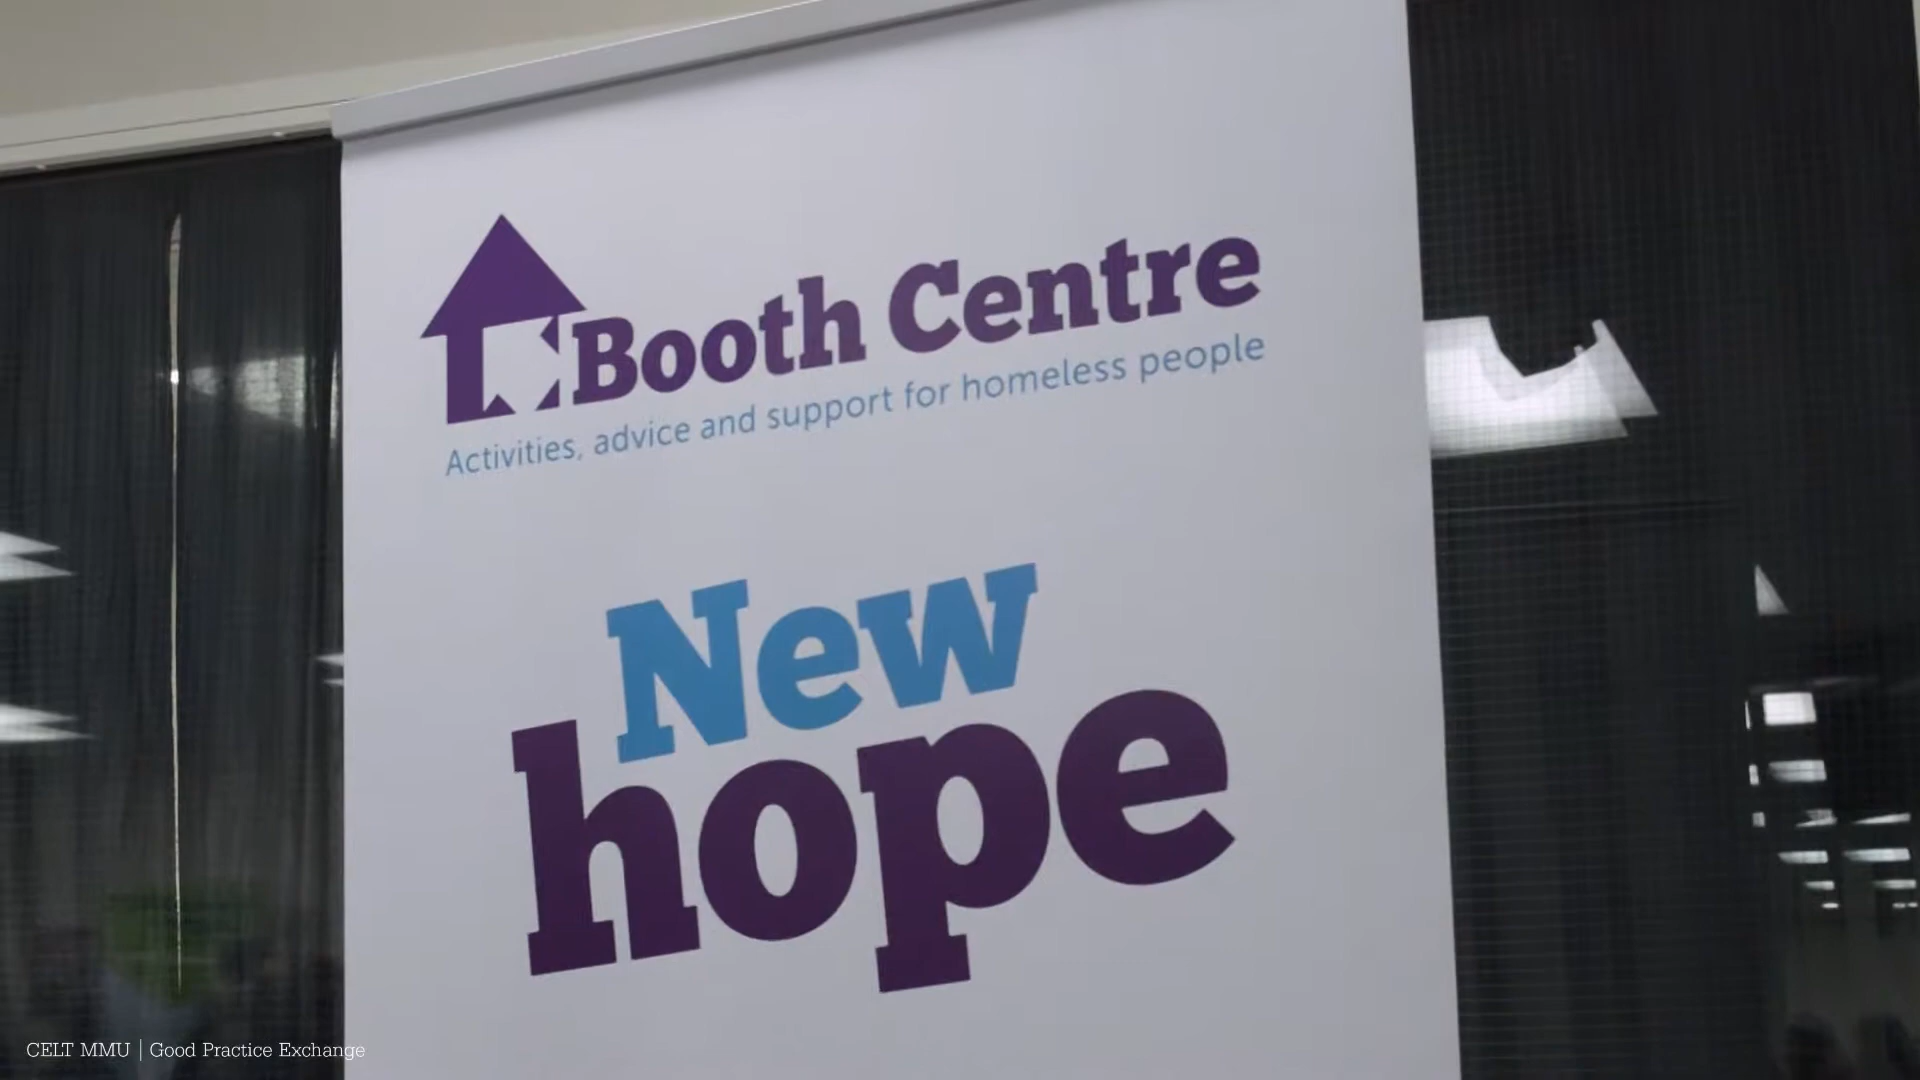 Booth Centre
Activities, advice and support for homeless people
New
hope
CELT MMU | Good Practice Exchange